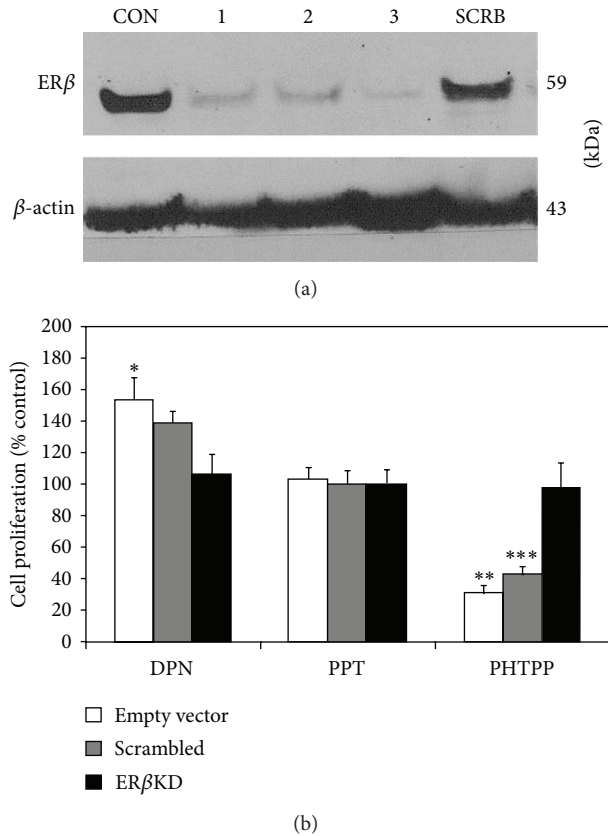 CON 1 2 3 SCRB
ERβ 59
β-actin 43
(kDa)
(a)
200
180
160
140
120
100
80
60
40
20
0
Cell proliferation (% control)
*
** ***
DPN PPT PHTPP
Empty vector
Scrambled
ERβKD
(b)